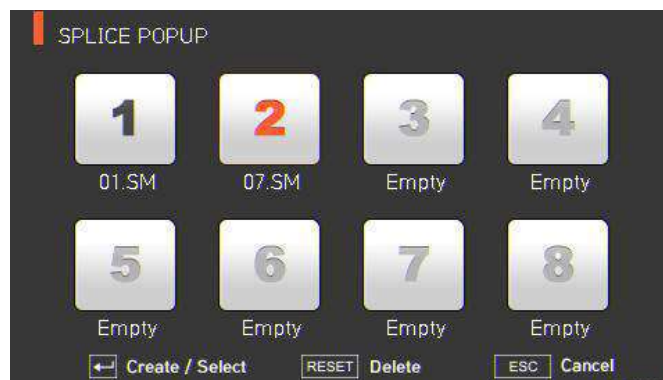 SPLICE POPUP
1 2 3 4
01.SM 07.SM Empty Empty
5 6 7 8
Empty Empty Empty Empty
Create / Select RESET Delete ESC Cancel